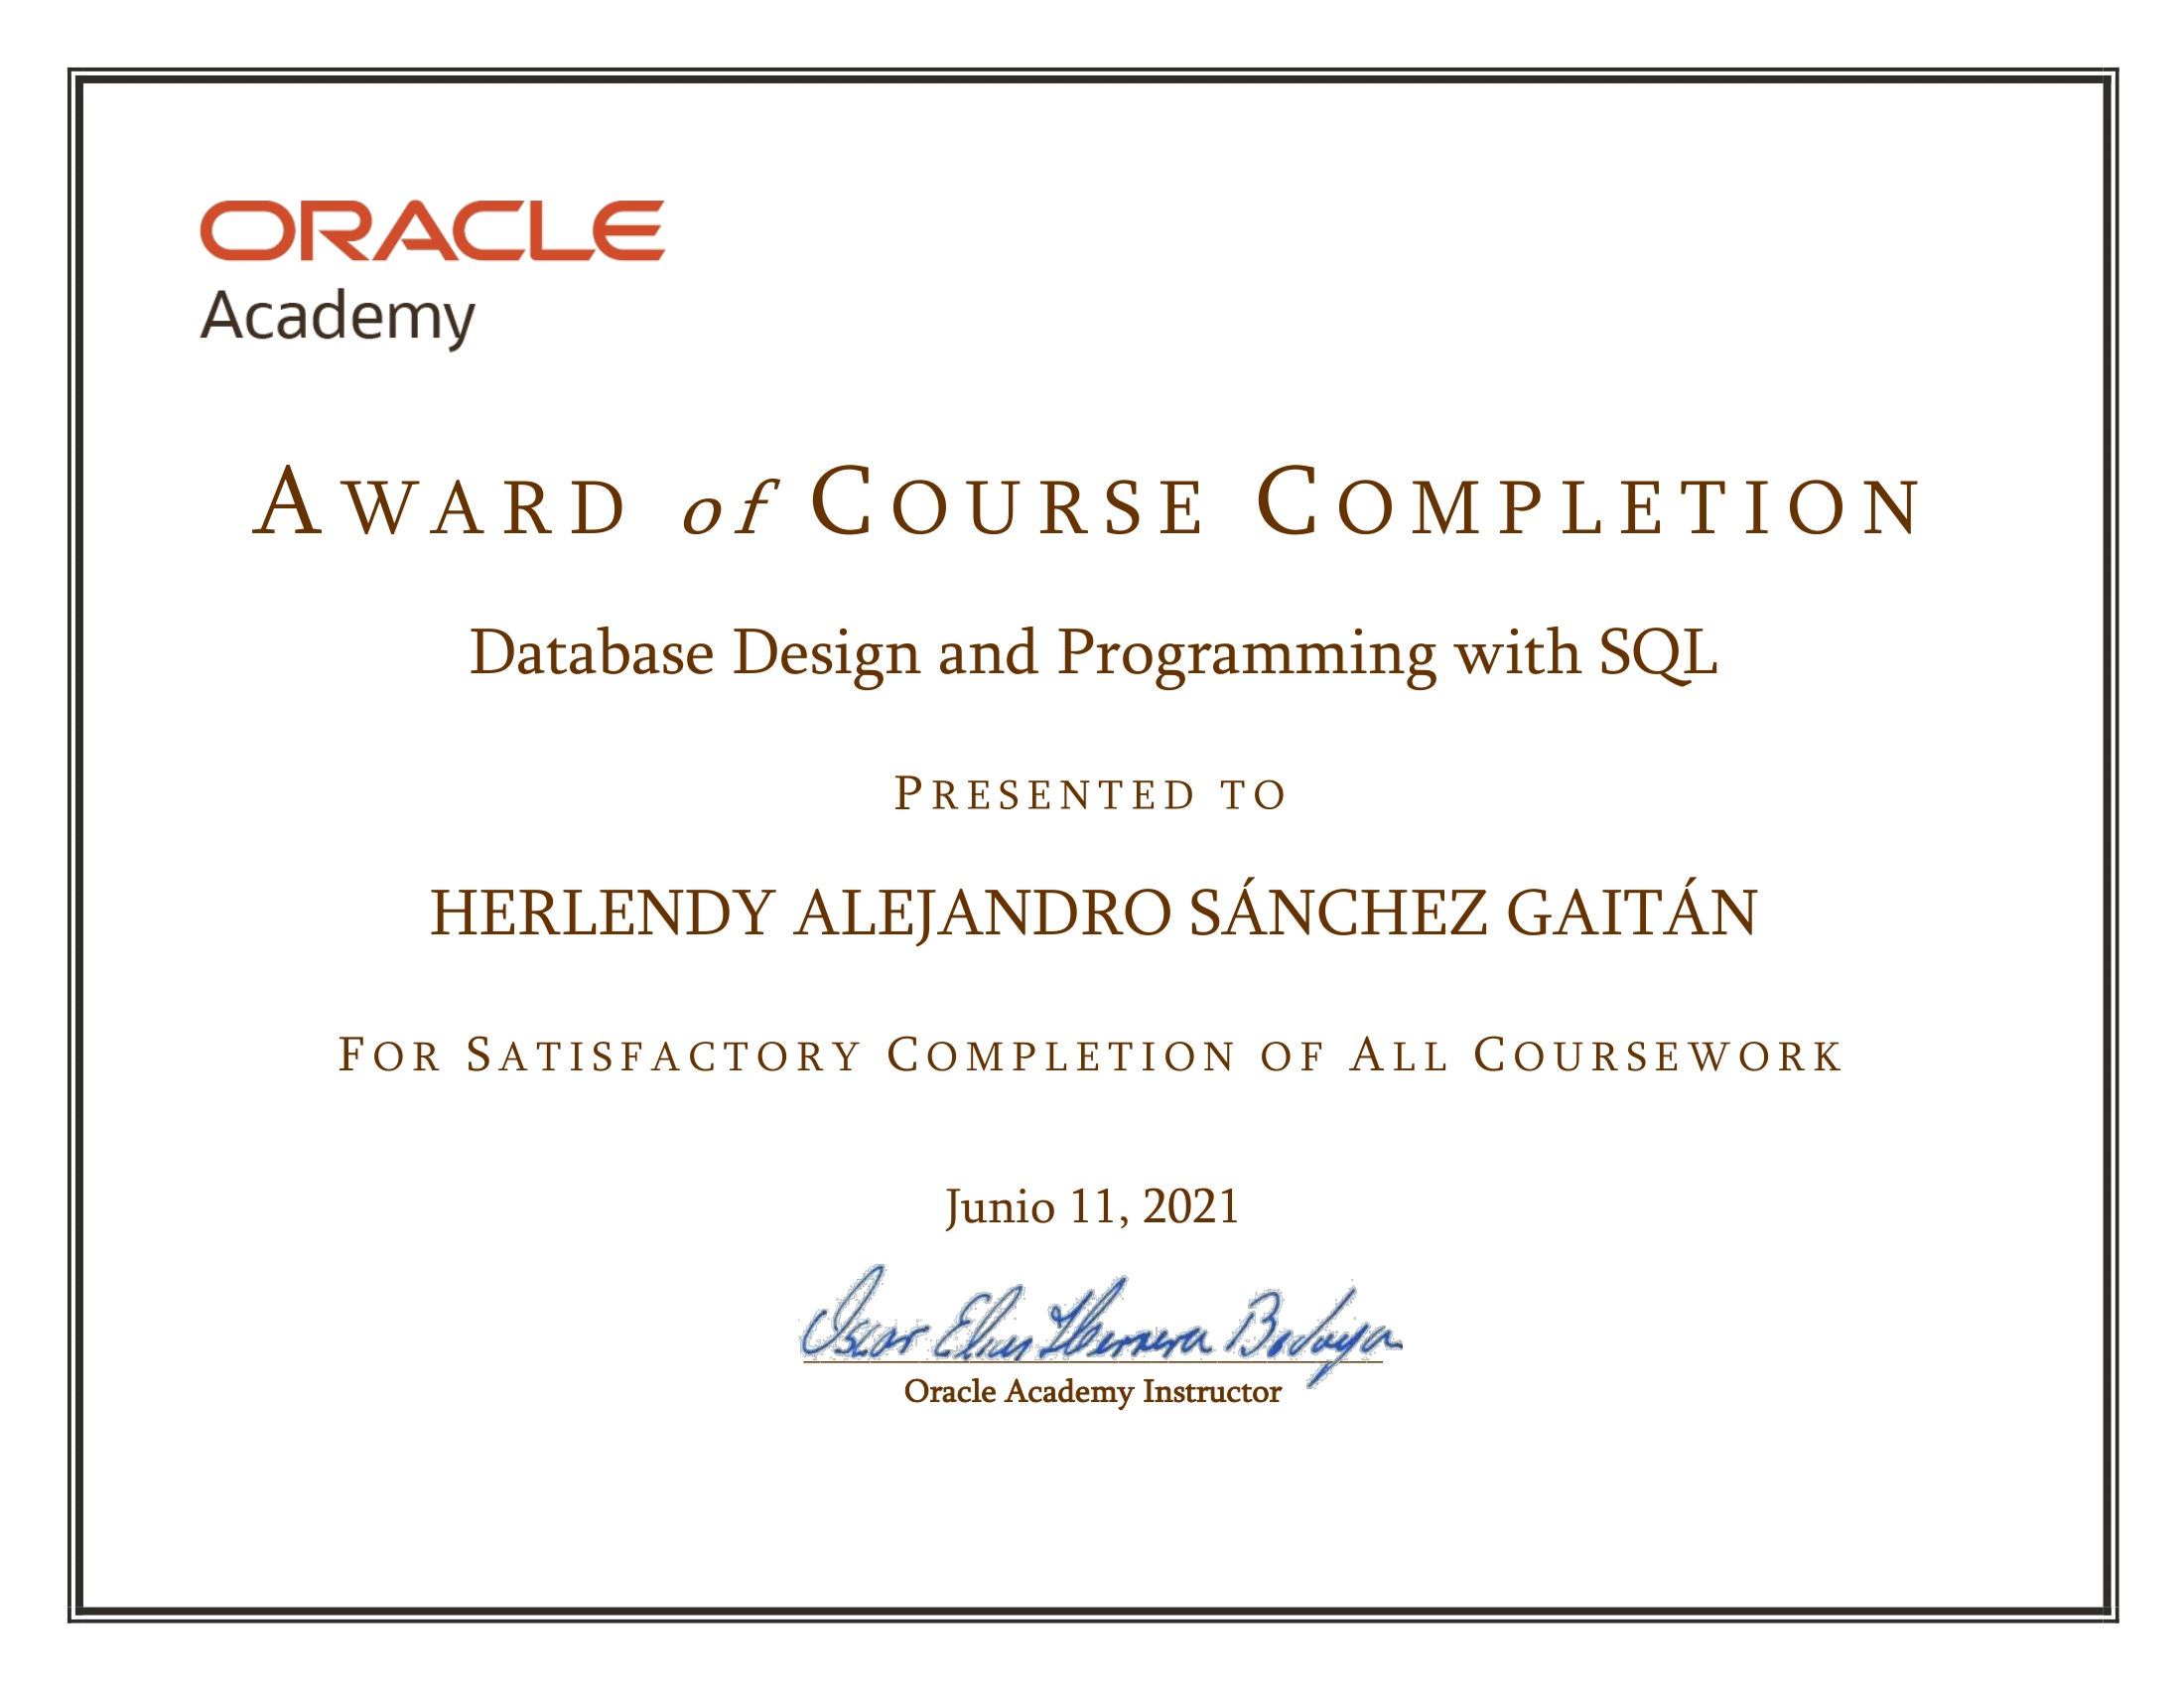 ORACLE
Academy
AWARD of COURSE COMPLETION
Database Design and Programming with SQL
PRESENTED TO
HERLENDY ALEJANDRO SÁNCHEZ GAITÁN
FOR SATISFACTORY COMPLETION OF ALL COURSEWORK
Junio 11, 2021
Oscar Elias Herrera Bedoya
Oracle Academy Instructor